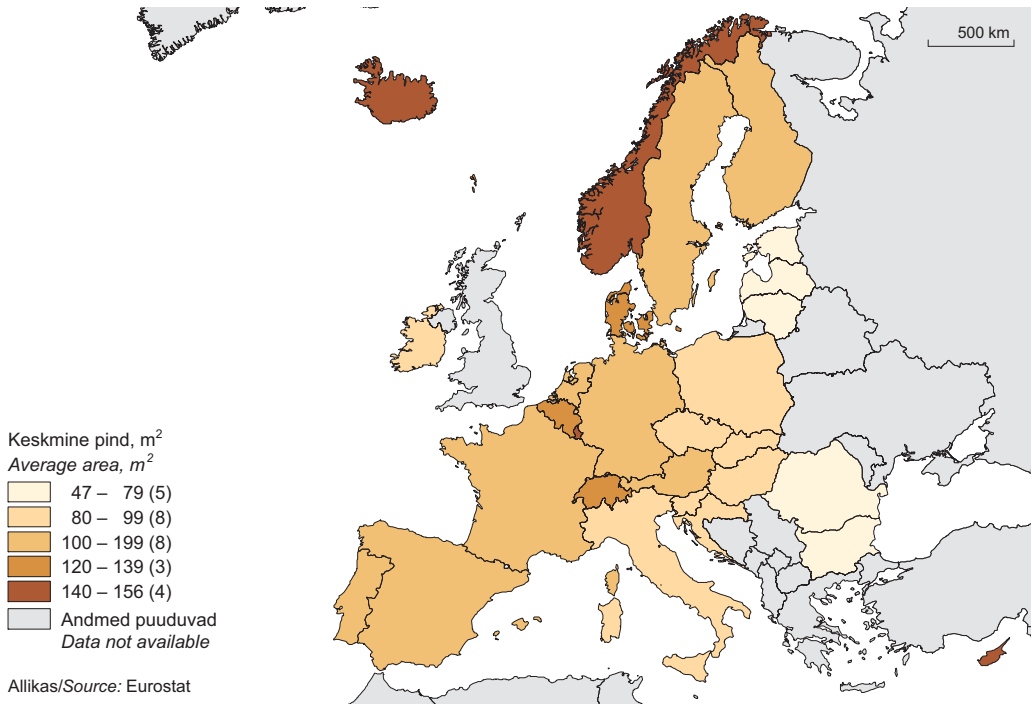 500 km
Keskmine pind, m²
Average area, m²
47 – 79 (5)
80 – 99 (8)
100 – 199 (8)
120 – 139 (3)
140 – 156 (4)
Andmed puuduvad
Data not available
Allikas/Source: Eurostat